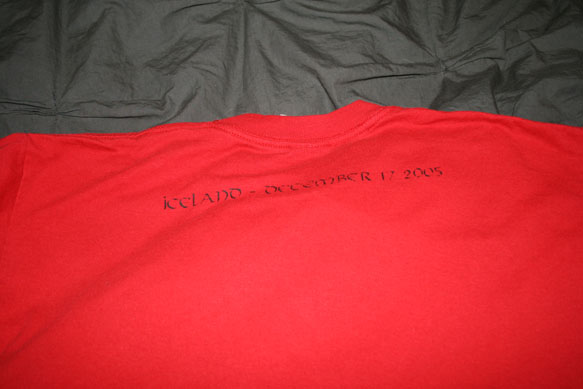 icelAND - DECEMBER 17 2005